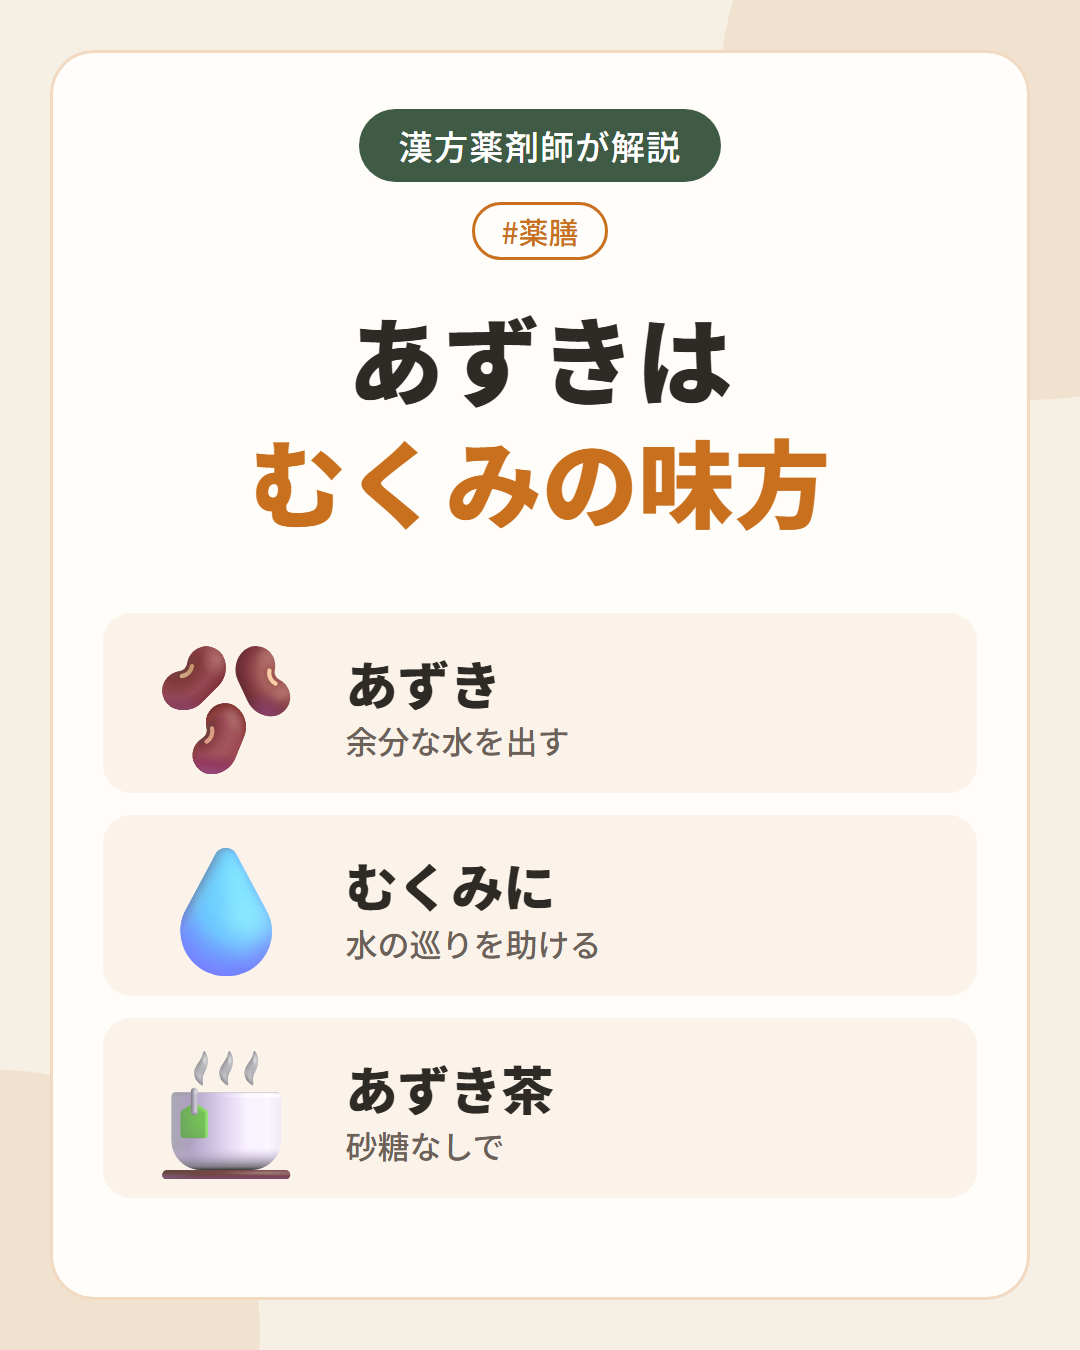 漢方薬剤師が解説
#薬膳
あずきは
むくみの味方
あずき
余分な水を出す
むくみに
水の巡りを助ける
あずき茶
砂糖なしで